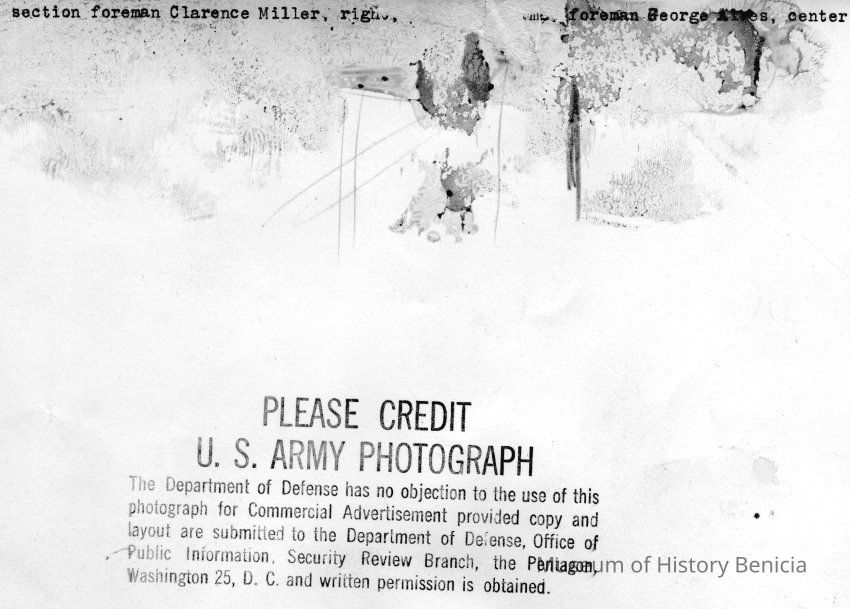 section foreman Clarence Miller, right, foreman George Alves, center
PLEASE CREDIT
U. S. ARMY PHOTOGRAPH
The Department of Defense has no objection to the use of this
photograph for Commercial Advertisement provided copy and
layout are submitted to the Department of Defense, Office of
Public Information, Security Review Branch, the Pentagon,
Washington 25, D. C. and written permission is obtained.
Museum of History Benicia